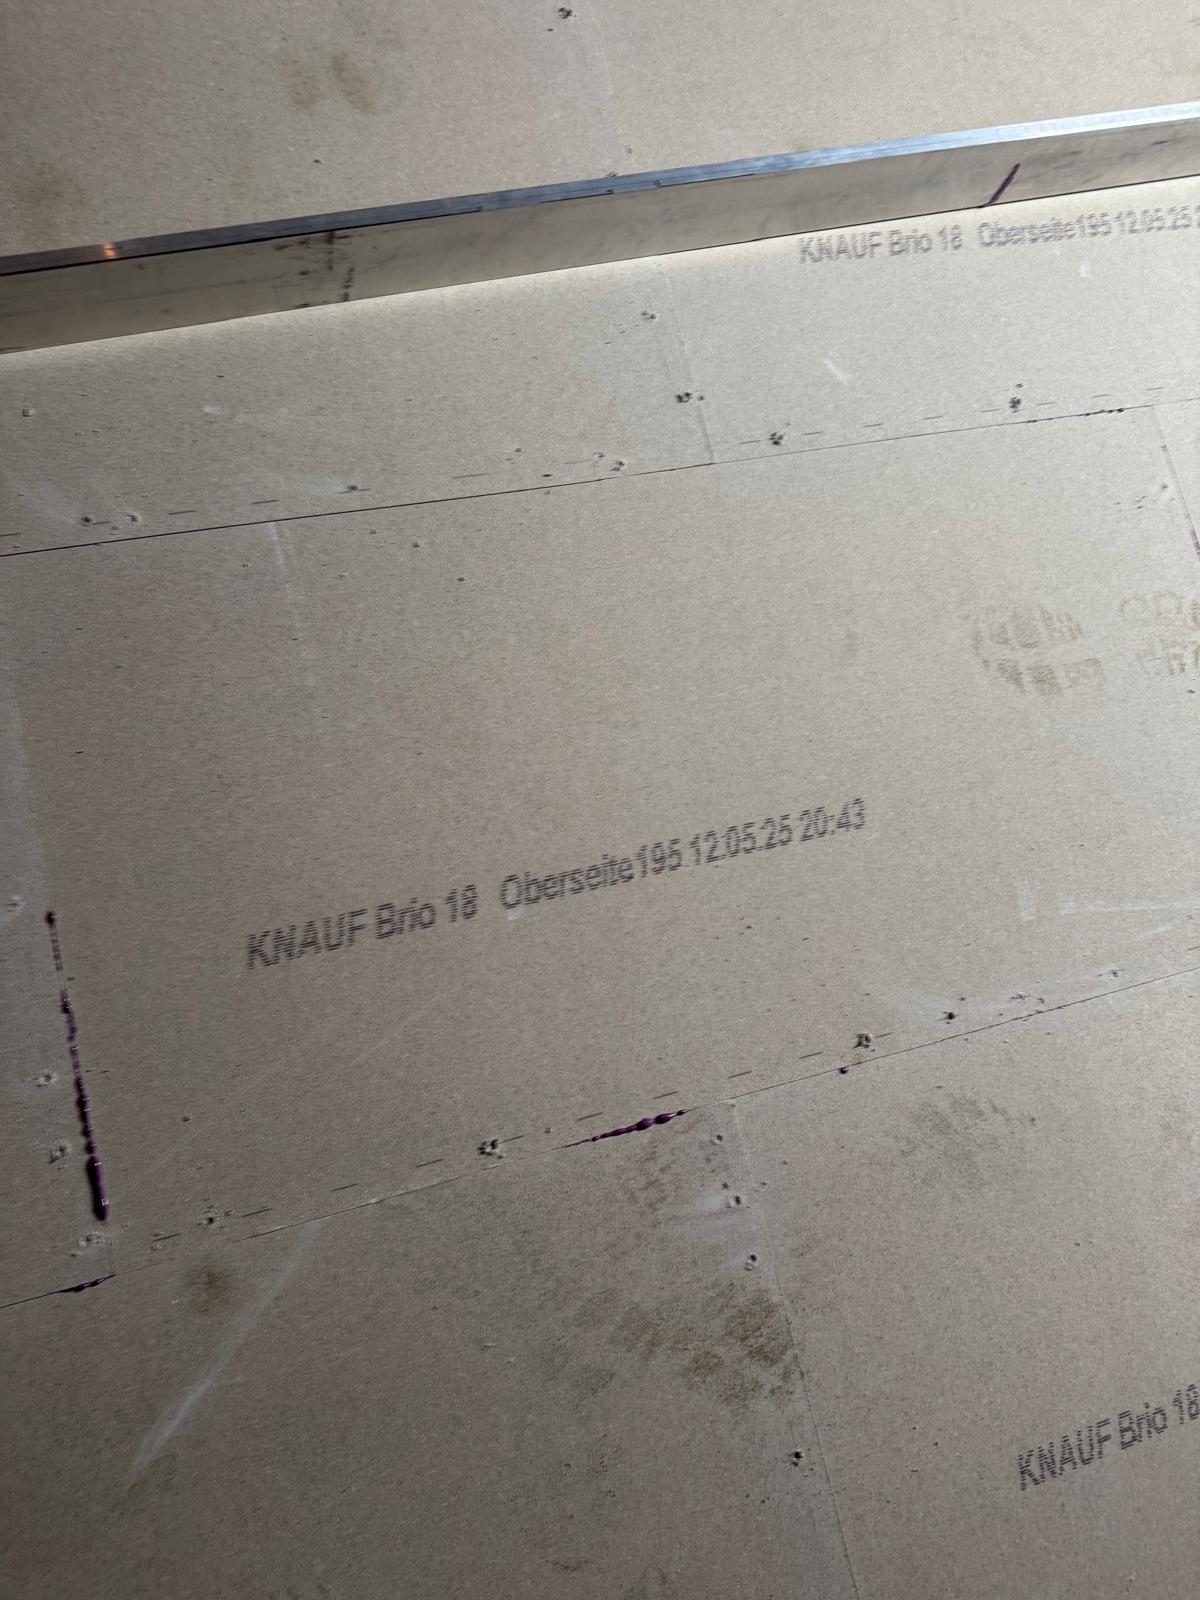 KNAUF Brio 18 Oberseite195 12.05.25
KNAUF Brio 18 Oberseite195 12.05.25 20:43
KNAUF Brio 18